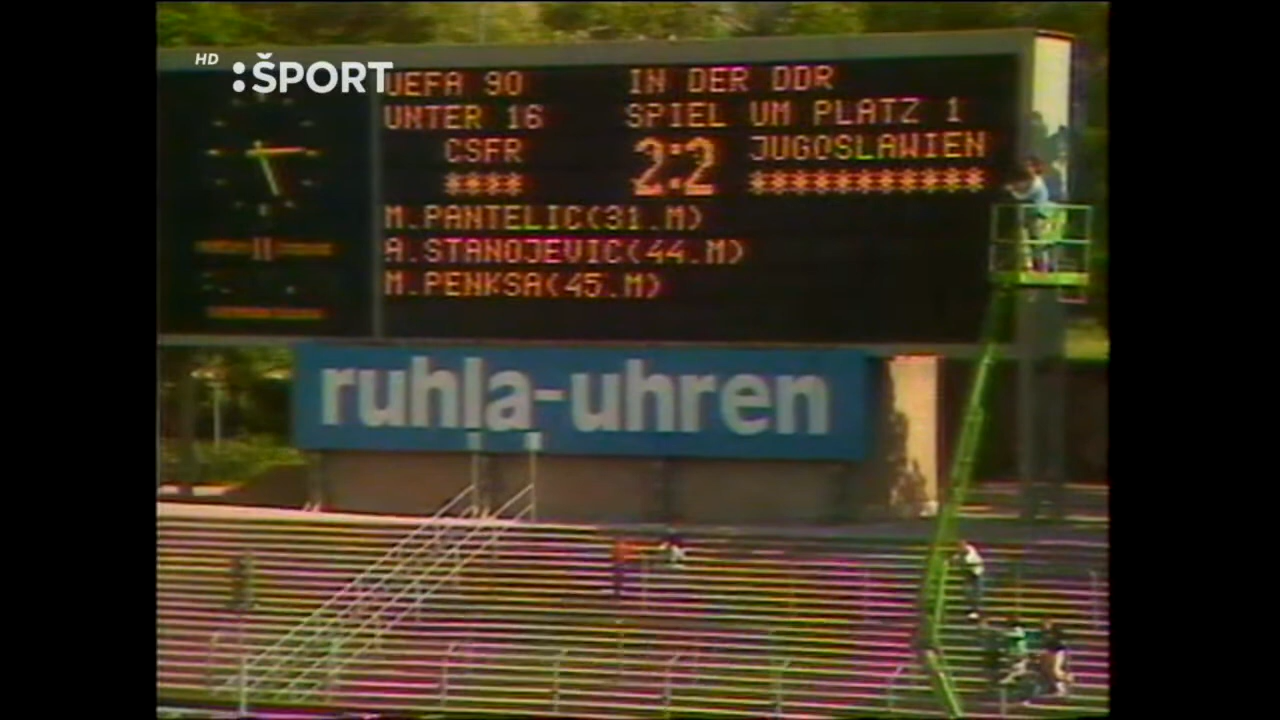 HD
:ŠPORT
UEFA 90 IN DER DDR
UNTER 16 SPIEL UM PLATZ 1
CSFR 2:2 JUGOSLAWIEN
**** ***********
M.PANTELIC(31.M)
A.STANOJEVIC(44.M)
M.PENKSA(45.M)
ruhla-uhren